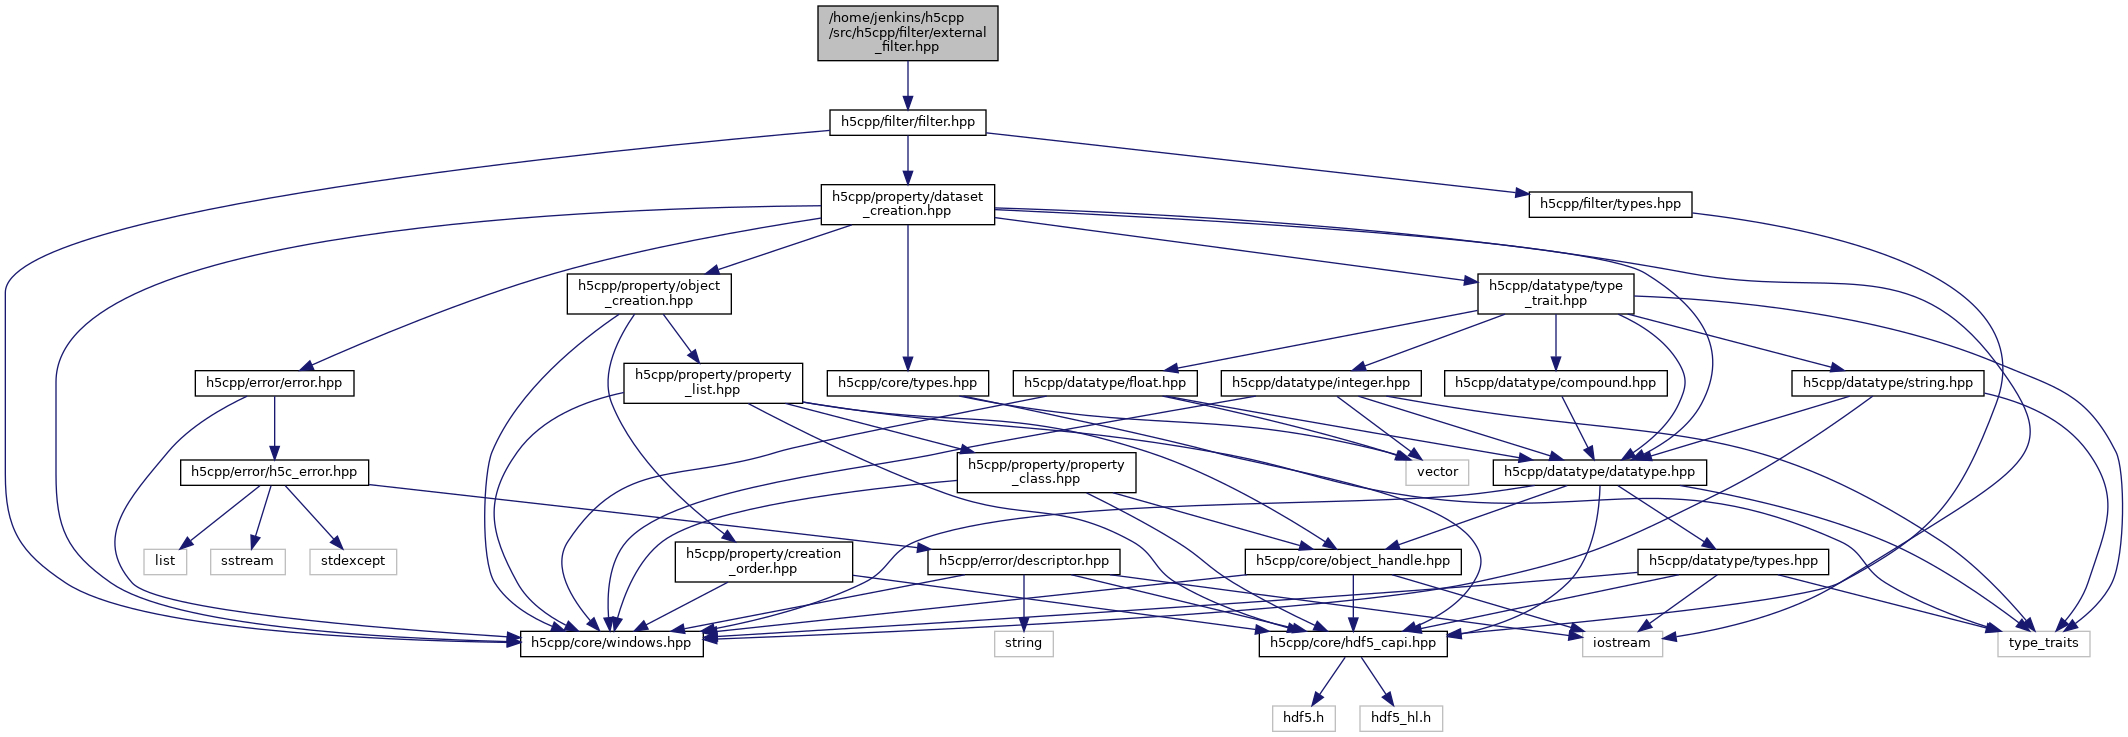 /home/jenkins/h5cpp
/src/h5cpp/filter/external
_filter.hpp
h5cpp/filter/filter.hpp
h5cpp/property/dataset
_creation.hpp
h5cpp/filter/types.hpp
h5cpp/property/object
_creation.hpp
h5cpp/datatype/type
_trait.hpp
h5cpp/error/error.hpp
h5cpp/property/property
_list.hpp
h5cpp/core/types.hpp
h5cpp/datatype/float.hpp
h5cpp/datatype/integer.hpp
h5cpp/datatype/compound.hpp
h5cpp/datatype/string.hpp
h5cpp/error/h5c_error.hpp
h5cpp/property/property
_class.hpp
vector
h5cpp/datatype/datatype.hpp
list
sstream
stdexcept
h5cpp/property/creation
_order.hpp
h5cpp/error/descriptor.hpp
h5cpp/core/object_handle.hpp
h5cpp/datatype/types.hpp
h5cpp/core/windows.hpp
string
h5cpp/core/hdf5_capi.hpp
iostream
type_traits
hdf5.h
hdf5_hl.h